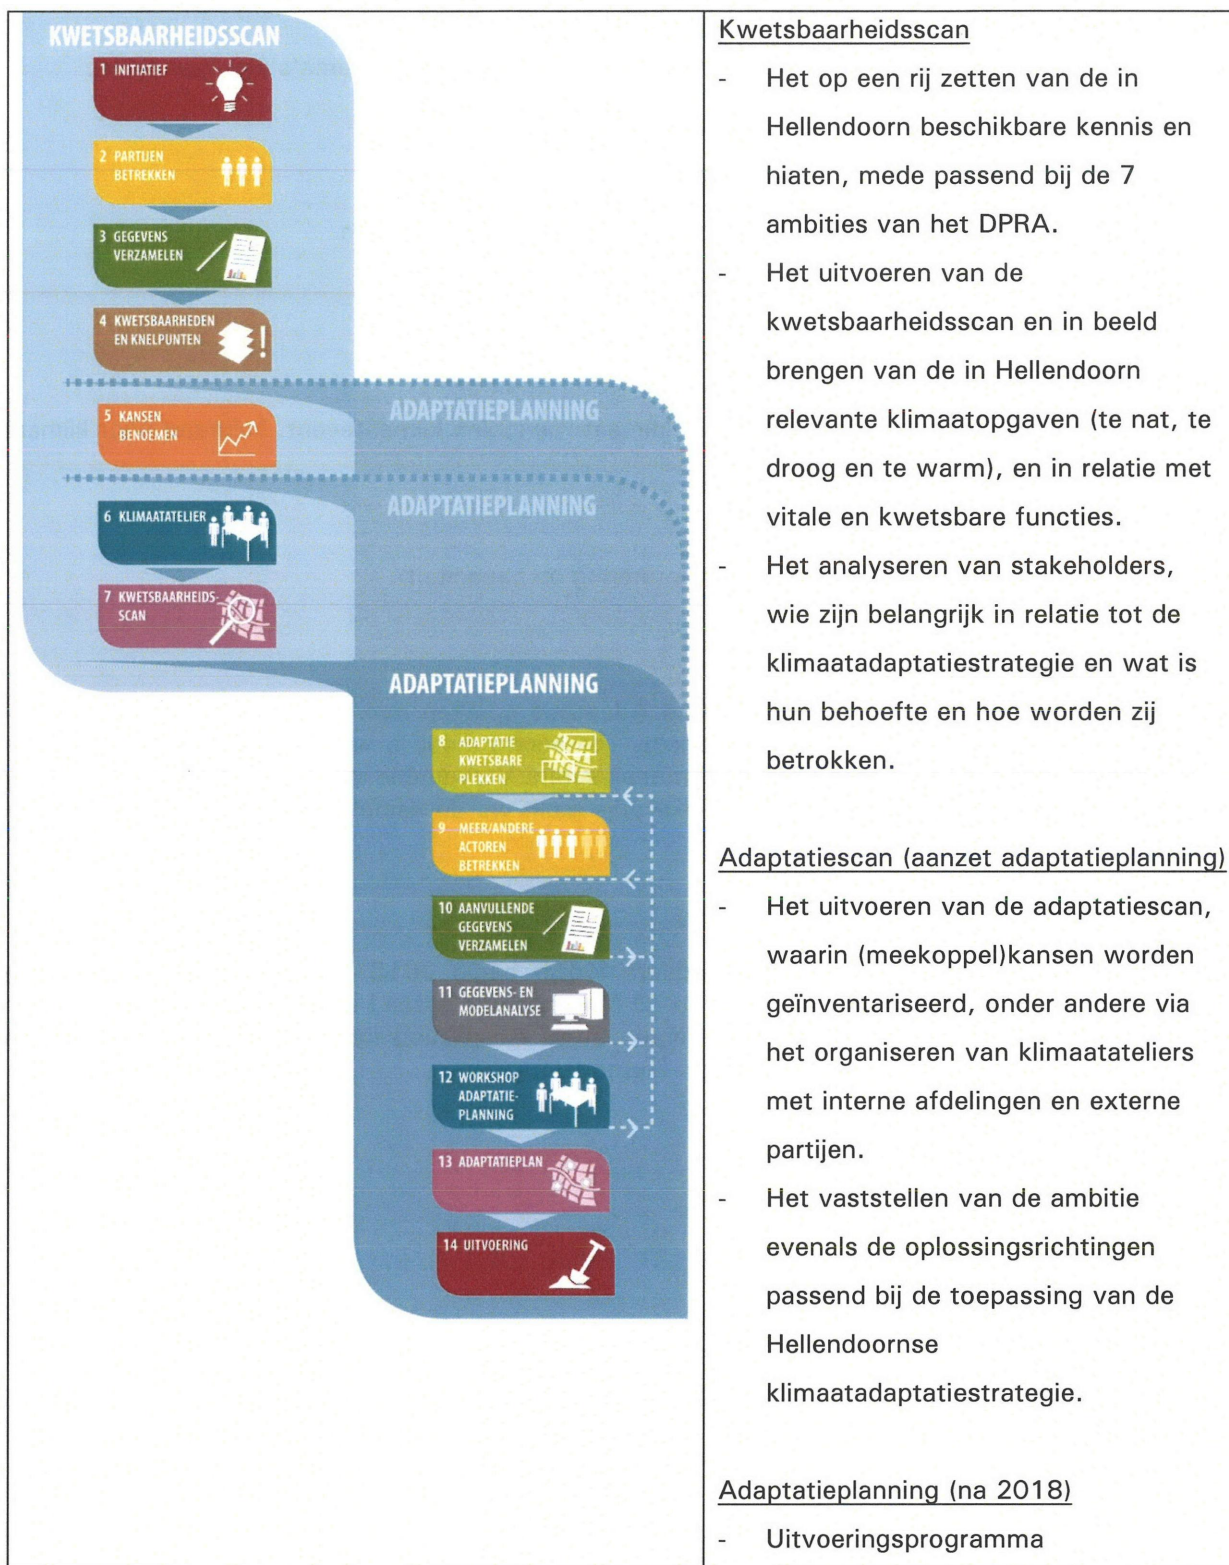 KWETSBAARHEIDSSCAN
1 INITIATIEF
2 PARTIJEN
BETREKKEN
3 GEGEVENS
VERZAMELEN
4 KWETSBAARHEDEN
EN KNELPUNTEN
ADAPTATIEPLANNING
5 KANSEN
BENOEMEN
ADAPTATIEPLANNING
6 KLIMAATATELIER
7 KWETSBAARHEIDS-
SCAN
ADAPTATIEPLANNING
8 ADAPTATIE
KWETSBARE
PLEKKEN
9 MEER/ANDERE
ACTOREN
BETREKKEN
10 AANVULLENDE
GEGEVENS
VERZAMELEN
11 GEGEVENS- EN
MODELANALYSE
12 WORKSHOP
ADAPTATIE-
PLANNING
13 ADAPTATIEPLAN
14 UITVOERING
Kwetsbaarheidsscan
- Het op een rij zetten van de in
Hellendoorn beschikbare kennis en
hiaten, mede passend bij de 7
ambities van het DPRA.
- Het uitvoeren van de
kwetsbaarheidsscan en in beeld
brengen van de in Hellendoorn
relevante klimaatopgaven (te nat, te
droog en te warm), en in relatie met
vitale en kwetsbare functies.
- Het analyseren van stakeholders,
wie zijn belangrijk in relatie tot de
klimaatadaptatiestrategie en wat is
hun behoefte en hoe worden zij
betrokken.
Adaptatiescan (aanzet adaptatieplanning)
- Het uitvoeren van de adaptatiescan,
waarin (meekoppel)kansen worden
geïnventariseerd, onder andere via
het organiseren van klimaatateliers
met interne afdelingen en externe
partijen.
- Het vaststellen van de ambitie
evenals de oplossingsrichtingen
passend bij de toepassing van de
Hellendoornse
klimaatadaptatiestrategie.
Adaptatieplanning (na 2018)
- Uitvoeringsprogramma